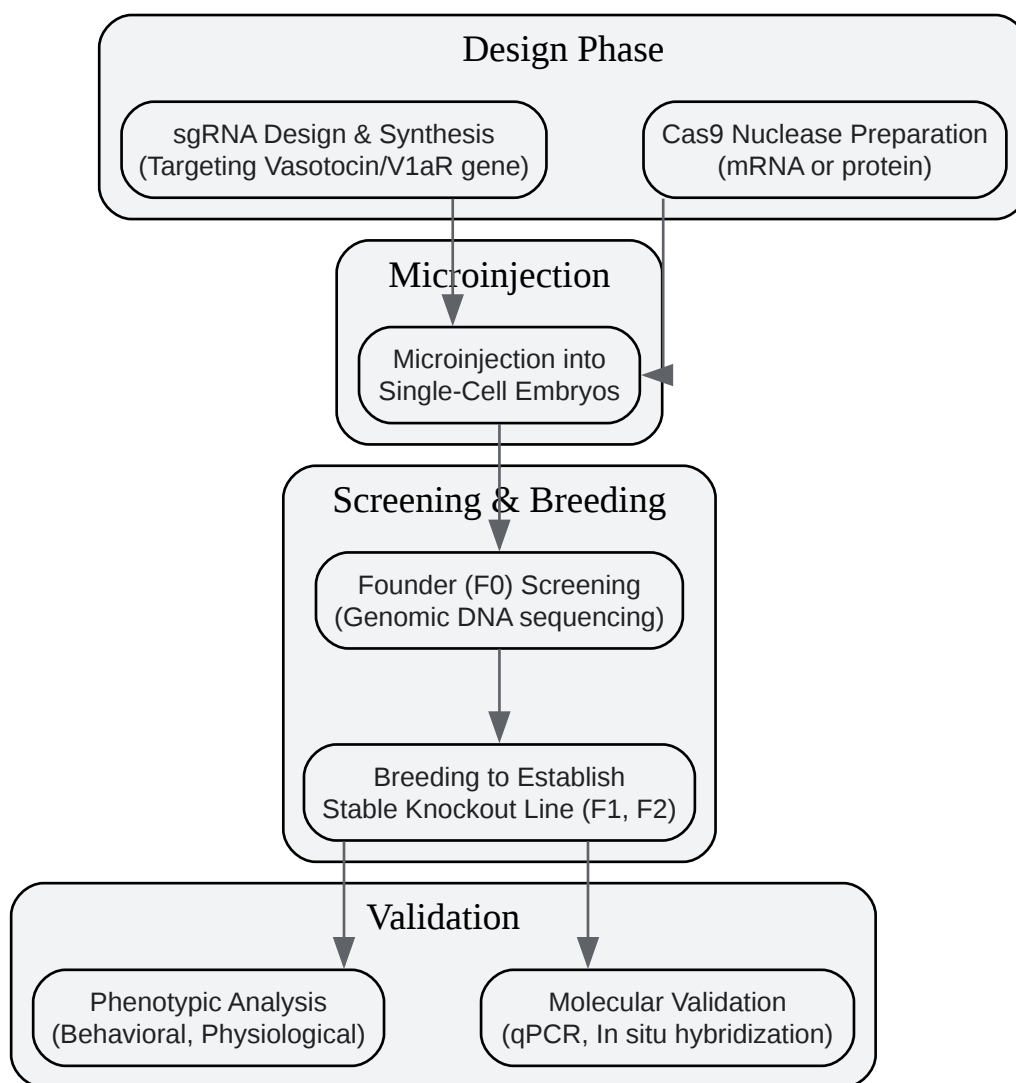 Design Phase
sgRNA Design & Synthesis
(Targeting Vasotocin/V1aR gene)
Cas9 Nuclease Preparation
(mRNA or protein)
Microinjection
Microinjection into
Single-Cell Embryos
Screening & Breeding
Founder (F0) Screening
(Genomic DNA sequencing)
Breeding to Establish
Stable Knockout Line (F1, F2)
Validation
Phenotypic Analysis
(Behavioral, Physiological)
Molecular Validation
(qPCR, In situ hybridization)